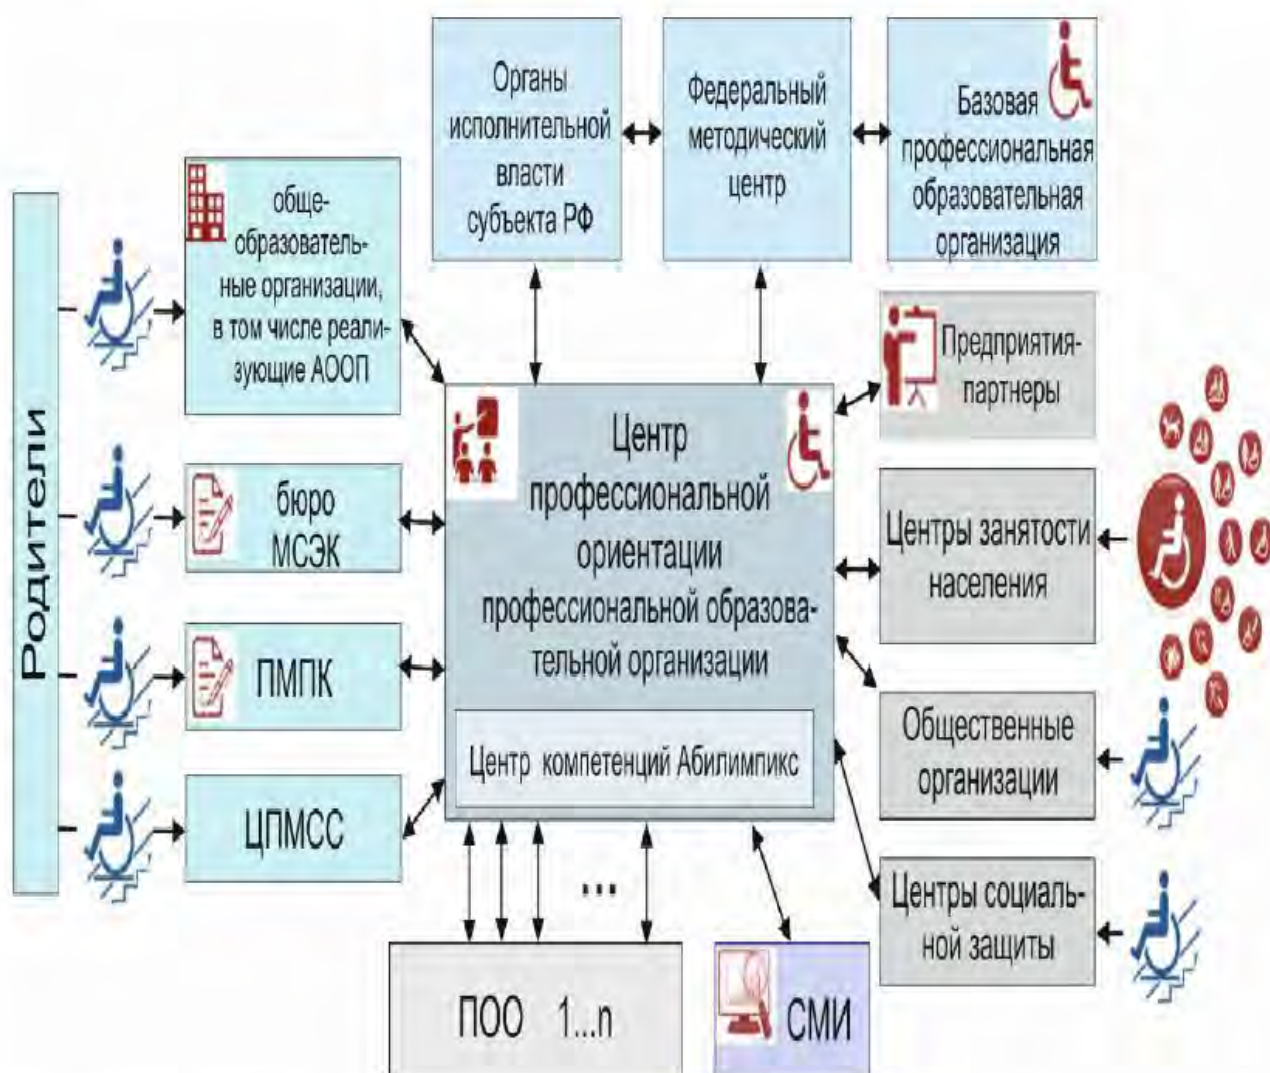 Органы
исполнительной
власти
субъекта РФ
Федеральный
методический
центр
Базовая
профессиональная
образовательная
организация
Родители
обще-
образователь-
ные организации,
в том числе реали-
зующие АООП
бюро
МСЭК
ПМПК
ЦПМСС
Центр
профессиональной
ориентации
профессиональной образова-
тельной организации
Центр компетенций Абилимпикс
Предприятия-
партнеры
Центры занятости
населения
Общественные
организации
Центры социаль-
ной защиты
...
ПОО 1...n
СМИ